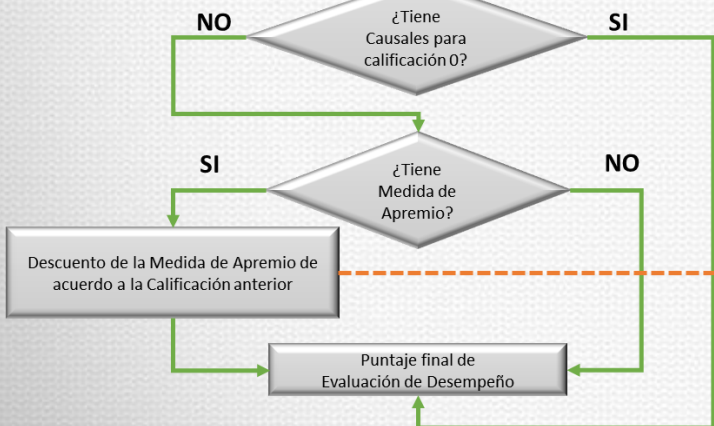 NO
¿Tiene
Causales para
calificación 0?
SI
SI
¿Tiene
Medida de
Apremio?
NO
Descuento de la Medida de Apremio de
acuerdo a la Calificación anterior
Puntaje final de
Evaluación de Desempeño